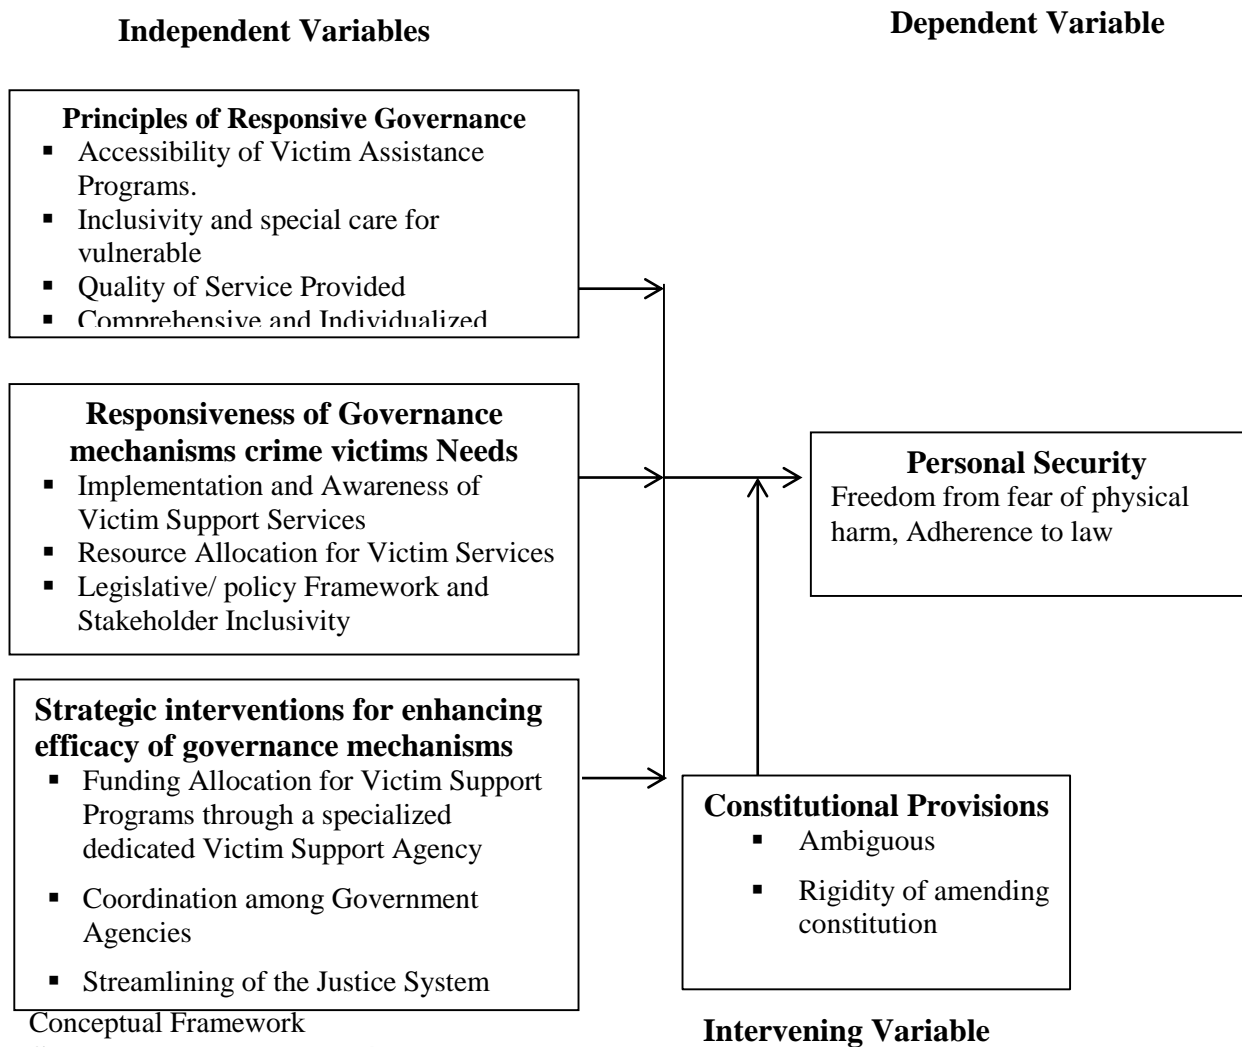 Independent Variables
Dependent Variable
Principles of Responsive Governance
▪ Accessibility of Victim Assistance
Programs.
▪ Inclusivity and special care for
vulnerable
▪ Quality of Service Provided
▪ Comprehensive and Individualized
Responsiveness of Governance
mechanisms crime victims Needs
▪ Implementation and Awareness of
Victim Support Services
▪ Resource Allocation for Victim Services
▪ Legislative/ policy Framework and
Stakeholder Inclusivity
Strategic interventions for enhancing
efficacy of governance mechanisms
▪ Funding Allocation for Victim Support
Programs through a specialized
dedicated Victim Support Agency
▪ Coordination among Government
Agencies
▪ Streamlining of the Justice System
Personal Security
Freedom from fear of physical
harm, Adherence to law
Constitutional Provisions
▪ Ambiguous
▪ Rigidity of amending
constitution
Conceptual Framework
Intervening Variable